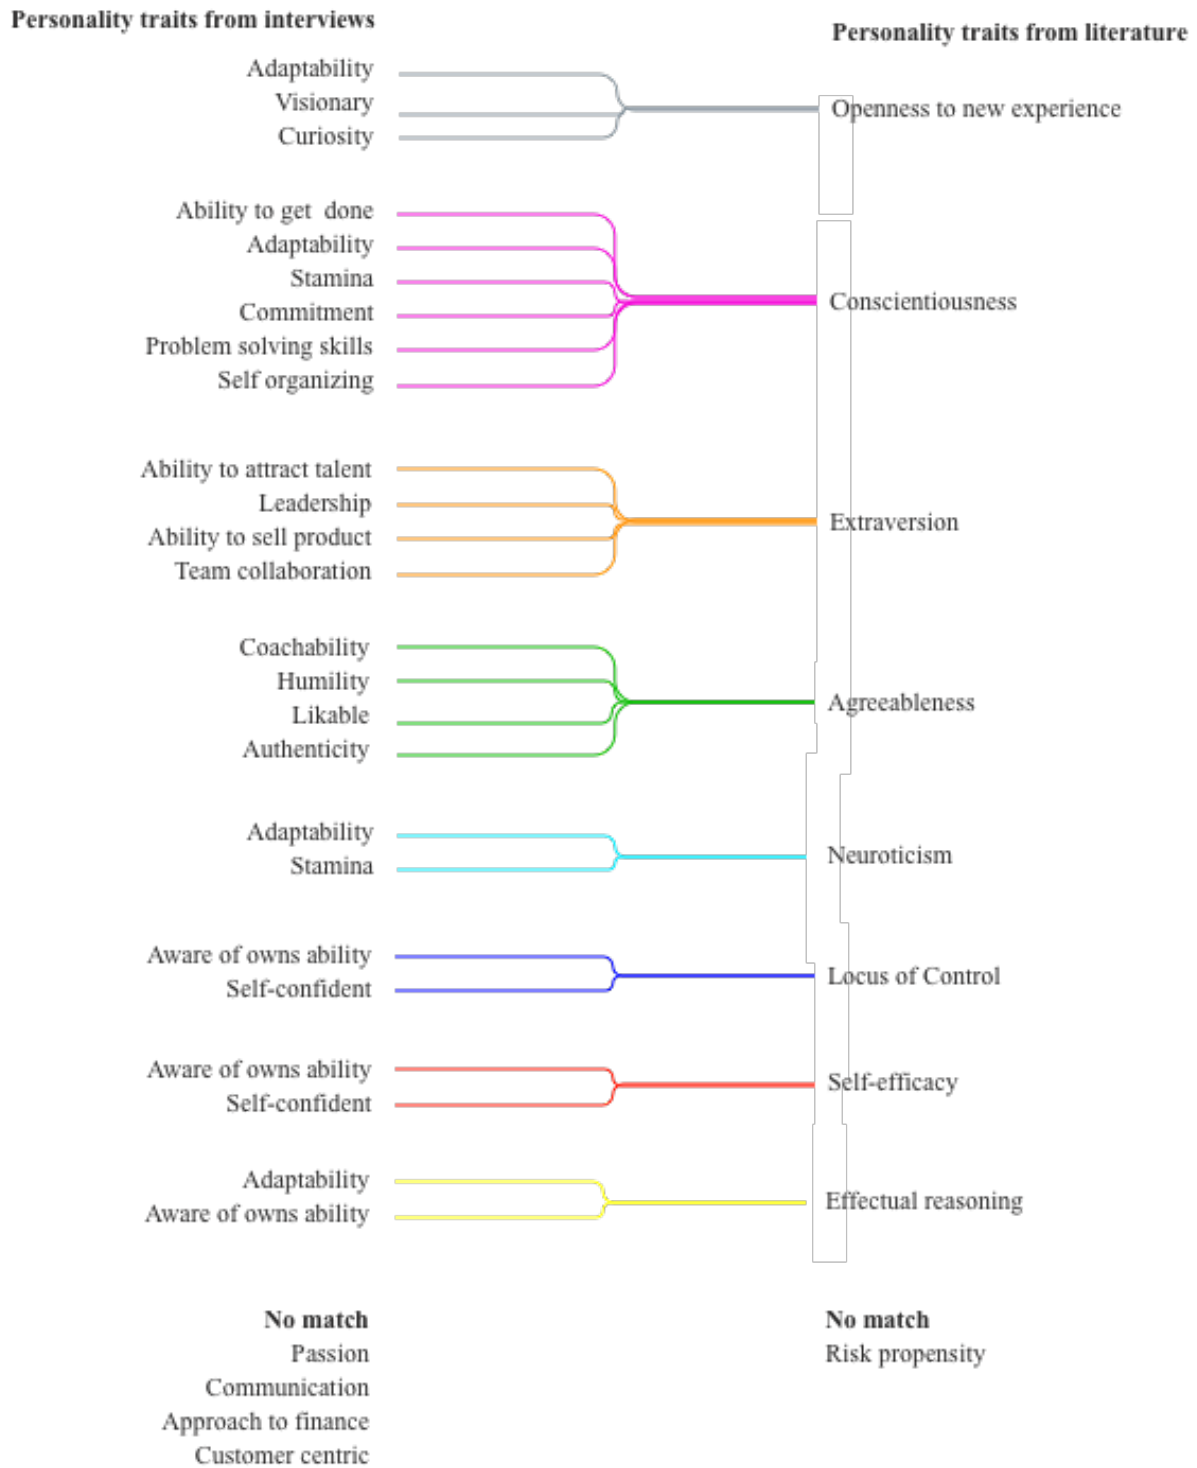 Personality traits from interviews
Personality traits from literature
Adaptability
Visionary
Curiosity
Openness to new experience
Ability to get  done
Adaptability
Stamina
Commitment
Problem solving skills
Self organizing
Conscientiousness
Ability to attract talent
Leadership
Ability to sell product
Team collaboration
Extraversion
Coachability
Humility
Likable
Authenticity
Agreeableness
Adaptability
Stamina
Neuroticism
Aware of owns ability
Self-confident
Locus of Control
Aware of owns ability
Self-confident
Self-efficacy
Adaptability
Aware of owns ability
Effectual reasoning
No match
Passion
Communication
Approach to finance
Customer centric
No match
Risk propensity